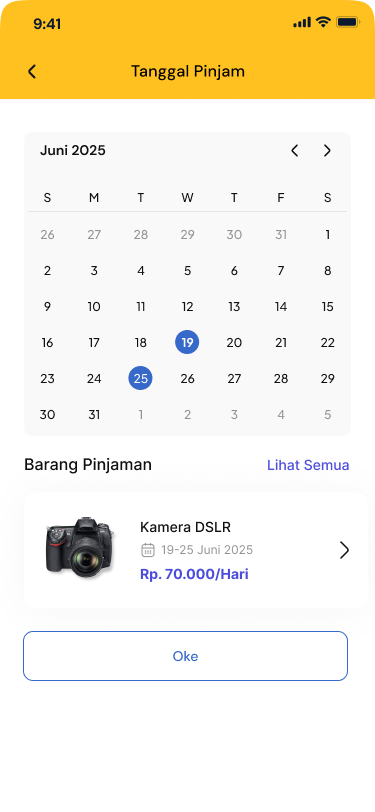 9:41
Tanggal Pinjam
Juni 2025
S M T W T F S
26 27 28 29 30 31 1
2 3 4 5 6 7 8
9 10 11 12 13 14 15
16 17 18 19 20 21 22
23 24 25 26 27 28 29
30 31 1 2 3 4 5
Barang Pinjaman Lihat Semua
Kamera DSLR
19-25 Juni 2025
Rp. 70.000/Hari
Oke